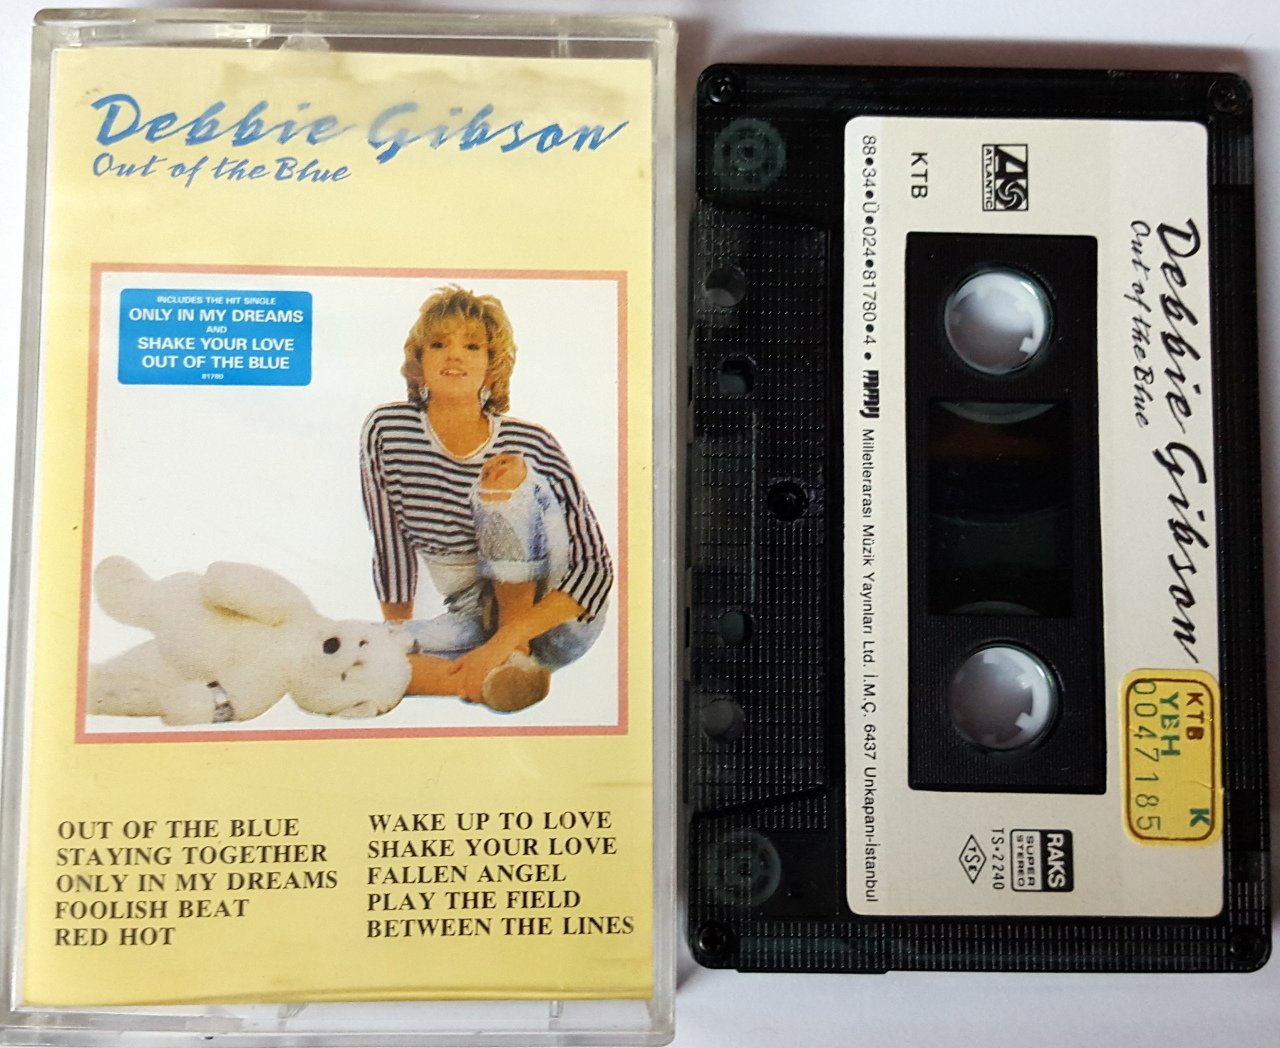 Debbie Gibson
Out of the Blue
INCLUDES THE HIT SINGLE
ONLY IN MY DREAMS
AND
SHAKE YOUR LOVE
OUT OF THE BLUE
81780
OUT OF THE BLUE
STAYING TOGETHER
ONLY IN MY DREAMS
FOOLISH BEAT
RED HOT
WAKE UP TO LOVE
SHAKE YOUR LOVE
FALLEN ANGEL
PLAY THE FIELD
BETWEEN THE LINES
Debbie Gibson
Out of the Blue
ATLANTIC
KTB
88•34•Ü•024•81780•4• MMY Milletlerarası Müzik Yayınları Ltd. İ.M.Ç. 6437 Unkapanı-İstanbul
KTB K
YBH
0047185
RAKS
SUPER
STEREO
TS•2240
TSE